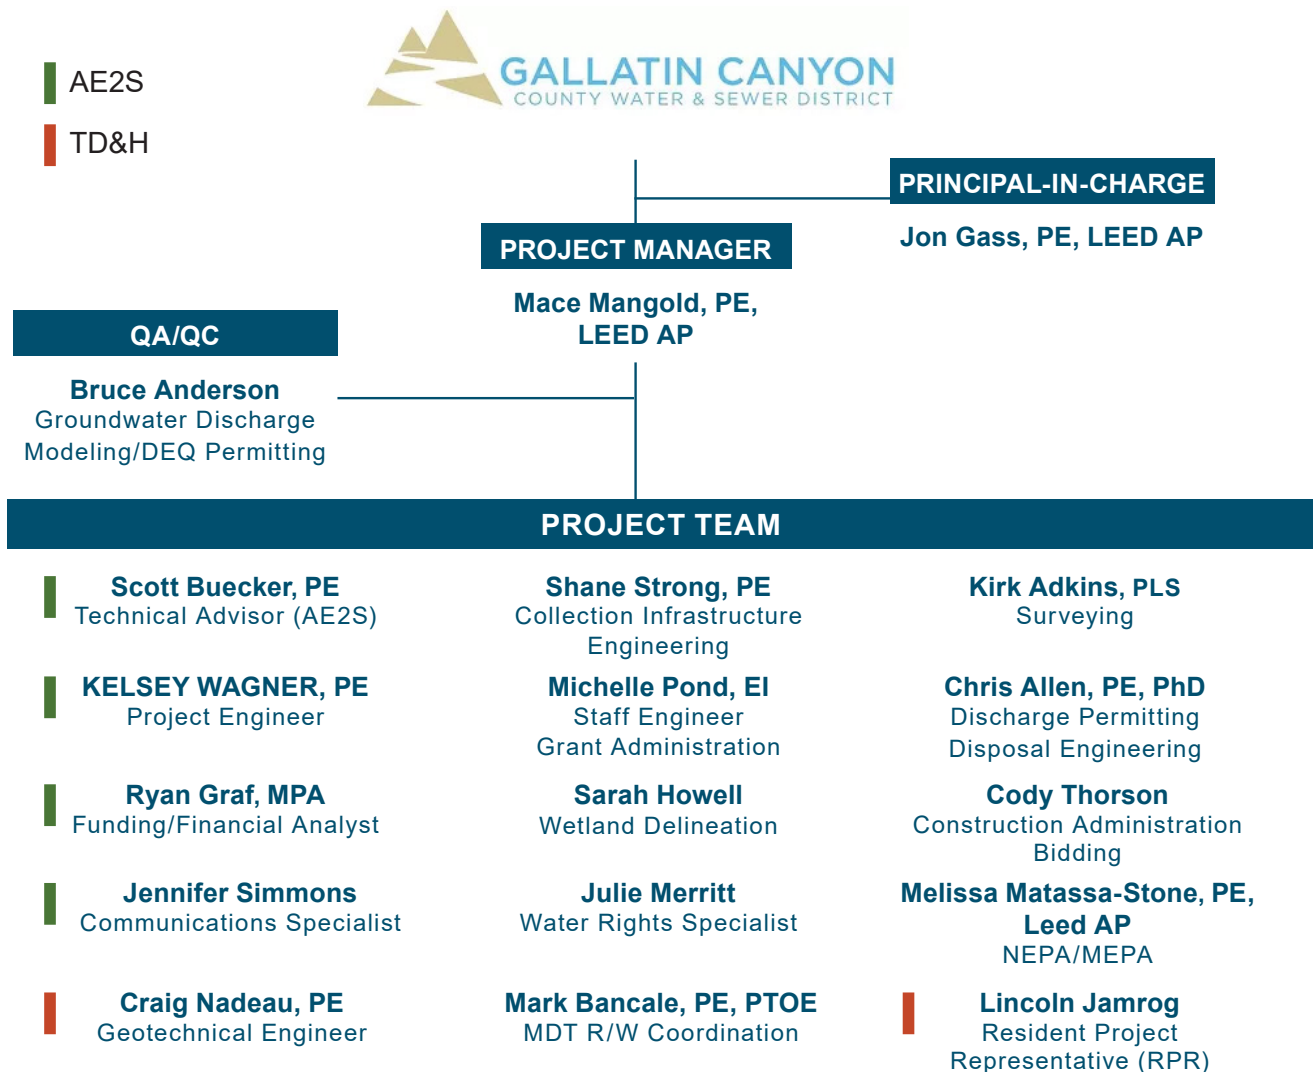 AE2S
TD&H
GALLATIN CANYON
COUNTY WATER & SEWER DISTRICT
PRINCIPAL-IN-CHARGE
Jon Gass, PE, LEED AP
PROJECT MANAGER
Mace Mangold, PE,
LEED AP
QA/QC
Bruce Anderson
Groundwater Discharge
Modeling/DEQ Permitting
PROJECT TEAM
Scott Buecker, PE
Technical Advisor (AE2S)
Shane Strong, PE
Collection Infrastructure
Engineering
Kirk Adkins, PLS
Surveying
KELSEY WAGNER, PE
Project Engineer
Michelle Pond, EI
Staff Engineer
Grant Administration
Chris Allen, PE, PhD
Discharge Permitting
Disposal Engineering
Ryan Graf, MPA
Funding/Financial Analyst
Sarah Howell
Wetland Delineation
Cody Thorson
Construction Administration
Bidding
Jennifer Simmons
Communications Specialist
Julie Merritt
Water Rights Specialist
Melissa Matassa-Stone, PE,
Leed AP
NEPA/MEPA
Craig Nadeau, PE
Geotechnical Engineer
Mark Bancale, PE, PTOE
MDT R/W Coordination
Lincoln Jamrog
Resident Project
Representative (RPR)